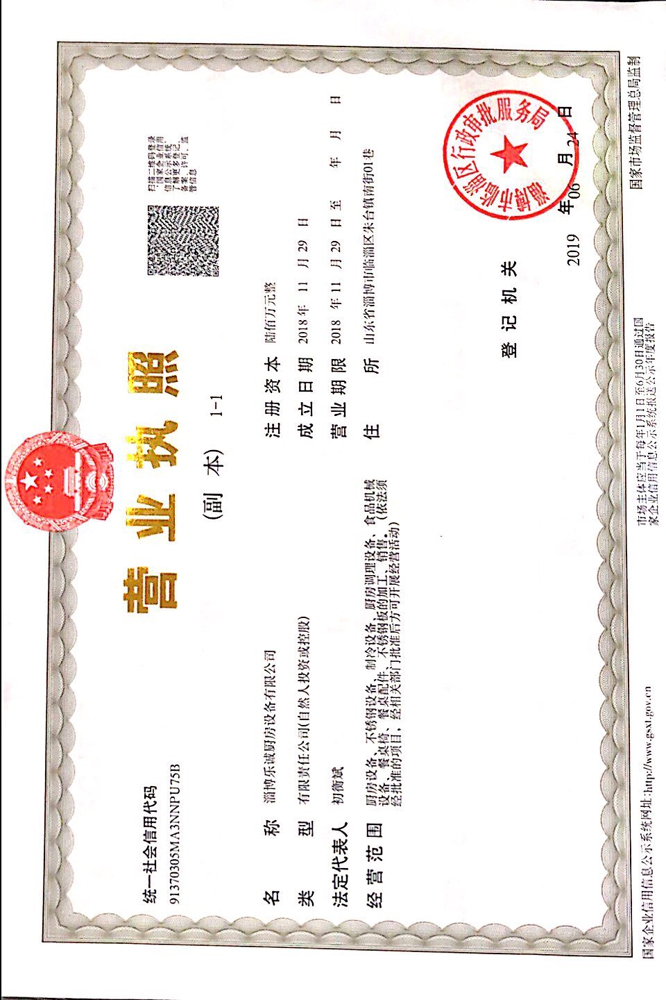 统一社会信用代码
91370305MA3NNPU75B
营业执照
(副 本) 1-1
扫描二维码登录
“国家企业信用
信息公示系统”
了解更多登记、
备案、许可、监
管信息
名 称 淄博乐诚厨房设备有限公司
类 型 有限责任公司(自然人投资或控股)
法定代表人 初衡斌
经营范围 厨房设备、不锈钢设备、制冷设备、厨房调理设备、食品机械
设备、餐桌椅、餐桌配件、不锈钢板的加工、销售。(依法须
经批准的项目,经相关部门批准后方可开展经营活动)
注册资本 陆佰万元整
成立日期 2018年 11 月 29 日
营业期限 2018 年 11 月 29 日 至 年 月 日
住 所 山东省淄博市临淄区朱台镇南街01巷
登记机关
淄博市临淄区行政审批服务局
2019 年 06 月 24 日
国家企业信用信息公示系统网址:http://www.gsxt.gov.cn
市场主体应当于每年1月1日至6月30日通过国
家企业信用信息公示系统报送公示年度报告
国家市场监督管理总局监制